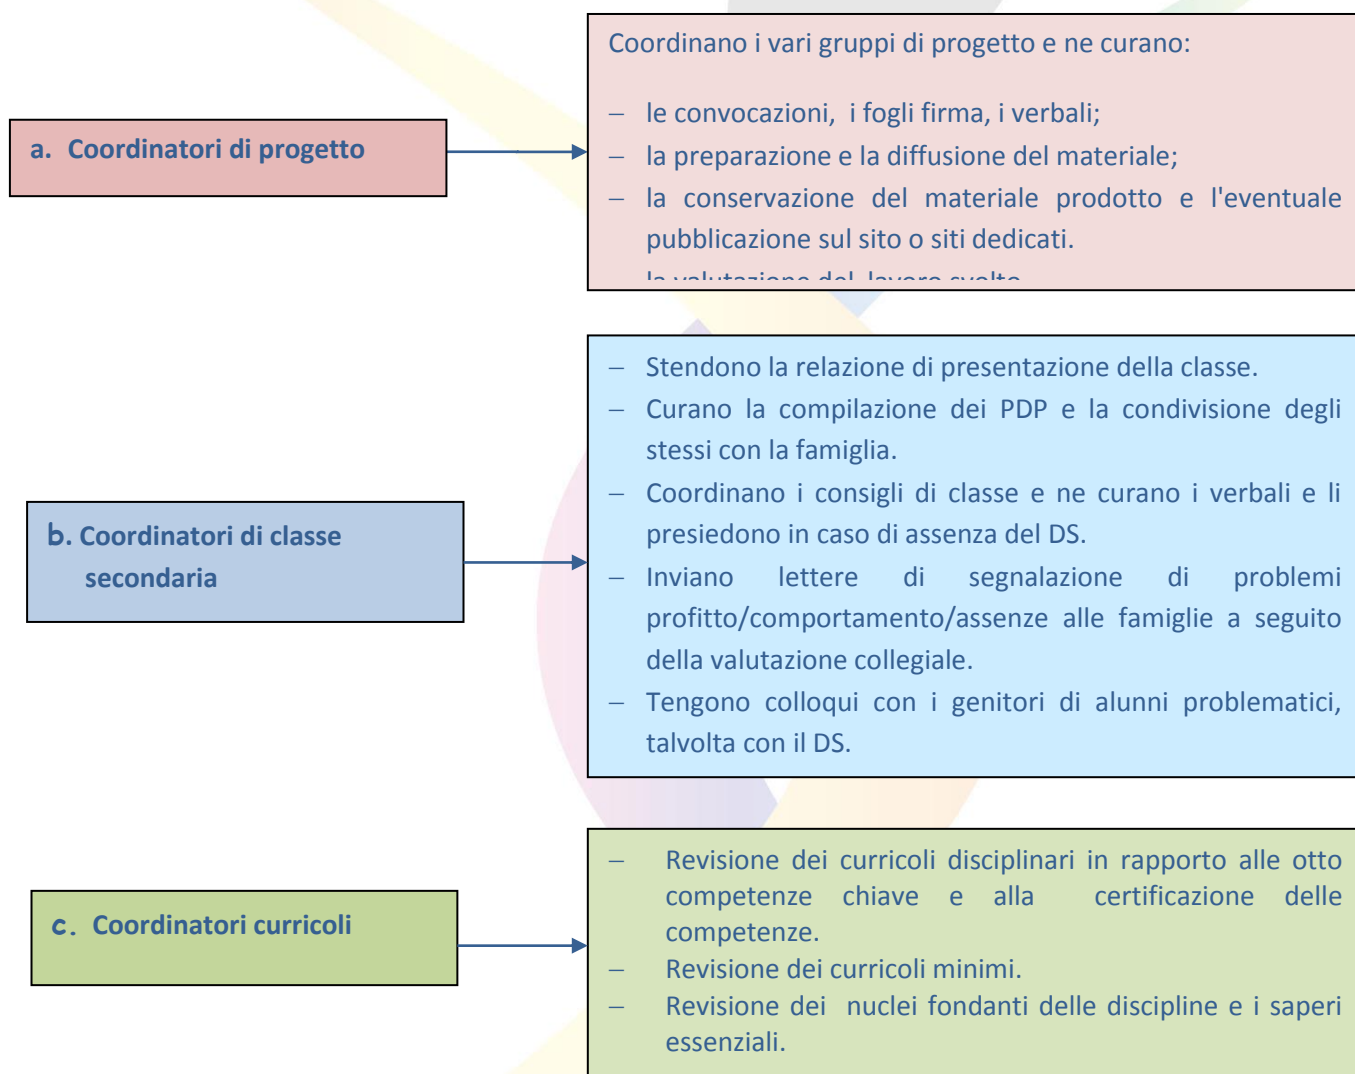 Coordinano i vari gruppi di progetto e ne curano:
a. Coordinatori di progetto
– le convocazioni, i fogli firma, i verbali;
– la preparazione e la diffusione del materiale;
– la conservazione del materiale prodotto e l'eventuale
pubblicazione sul sito o siti dedicati.
la valutazione del lavoro svolto
b. Coordinatori di classe
secondaria
– Stendono la relazione di presentazione della classe.
– Curano la compilazione dei PDP e la condivisione degli
stessi con la famiglia.
– Coordinano i consigli di classe e ne curano i verbali e li
presiedono in caso di assenza del DS.
– Inviano lettere di segnalazione di problemi
profitto/comportamento/assenze alle famiglie a seguito
della valutazione collegiale.
– Tengono colloqui con i genitori di alunni problematici,
talvolta con il DS.
c. Coordinatori curricoli
– Revisione dei curricoli disciplinari in rapporto alle otto
competenze chiave e alla certificazione delle
competenze.
– Revisione dei curricoli minimi.
– Revisione dei nuclei fondanti delle discipline e i saperi
essenziali.